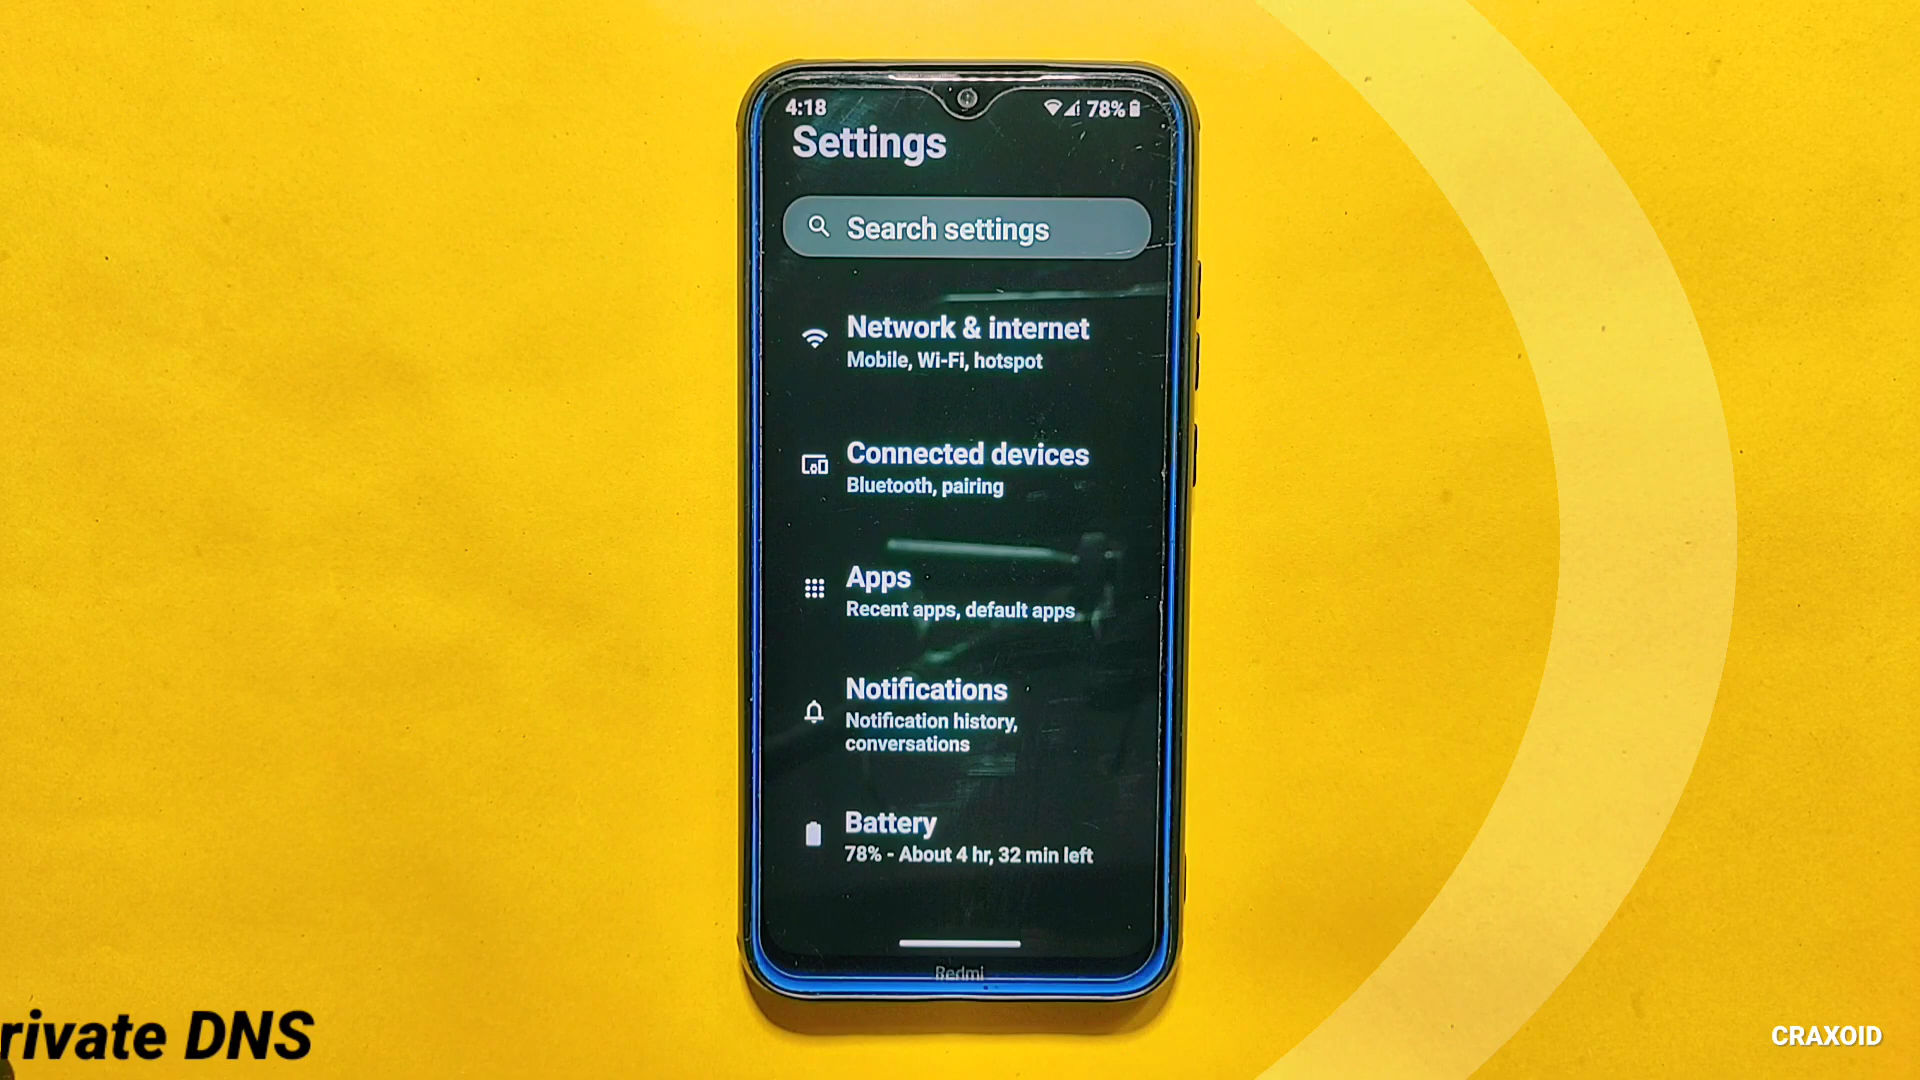 4:18
78%
Settings
Search settings
Network & internet
Mobile, Wi-Fi, hotspot
Connected devices
Bluetooth, pairing
Apps
Recent apps, default apps
Notifications
Notification history,
conversations
Battery
78% - About 4 hr, 32 min left
Redmi
rivate DNS
CRAXOID